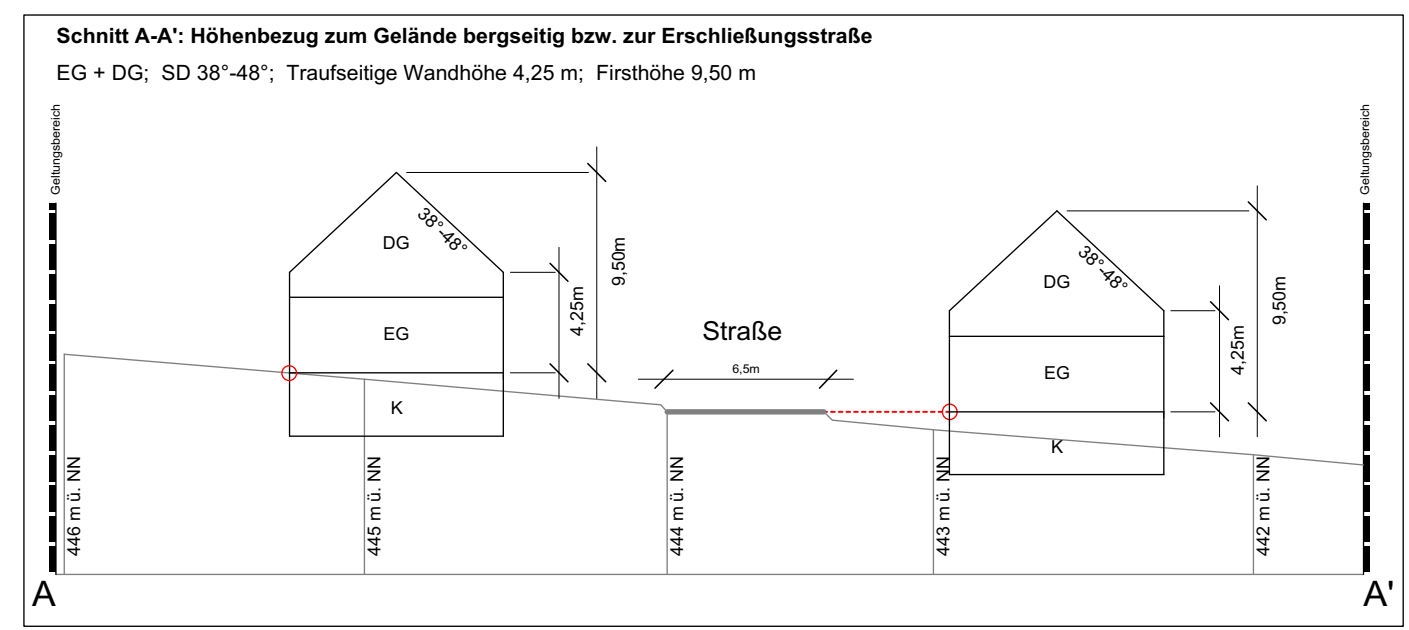 Schnitt A-A': Höhenbezug zum Gelände bergseitig bzw. zur Erschließungsstraße
EG + DG; SD 38°-48°; Traufseitige Wandhöhe 4,25 m; Firsthöhe 9,50 m
Geltungsbereich
Geltungsbereich
DG
38°-48°
EG
K
4,25m
9,50m
Straße
6,5m
DG
38°-48°
EG
K
4,25m
9,50m
446 m ü. NN
445 m ü. NN
444 m ü. NN
443 m ü. NN
442 m ü. NN
A
A'